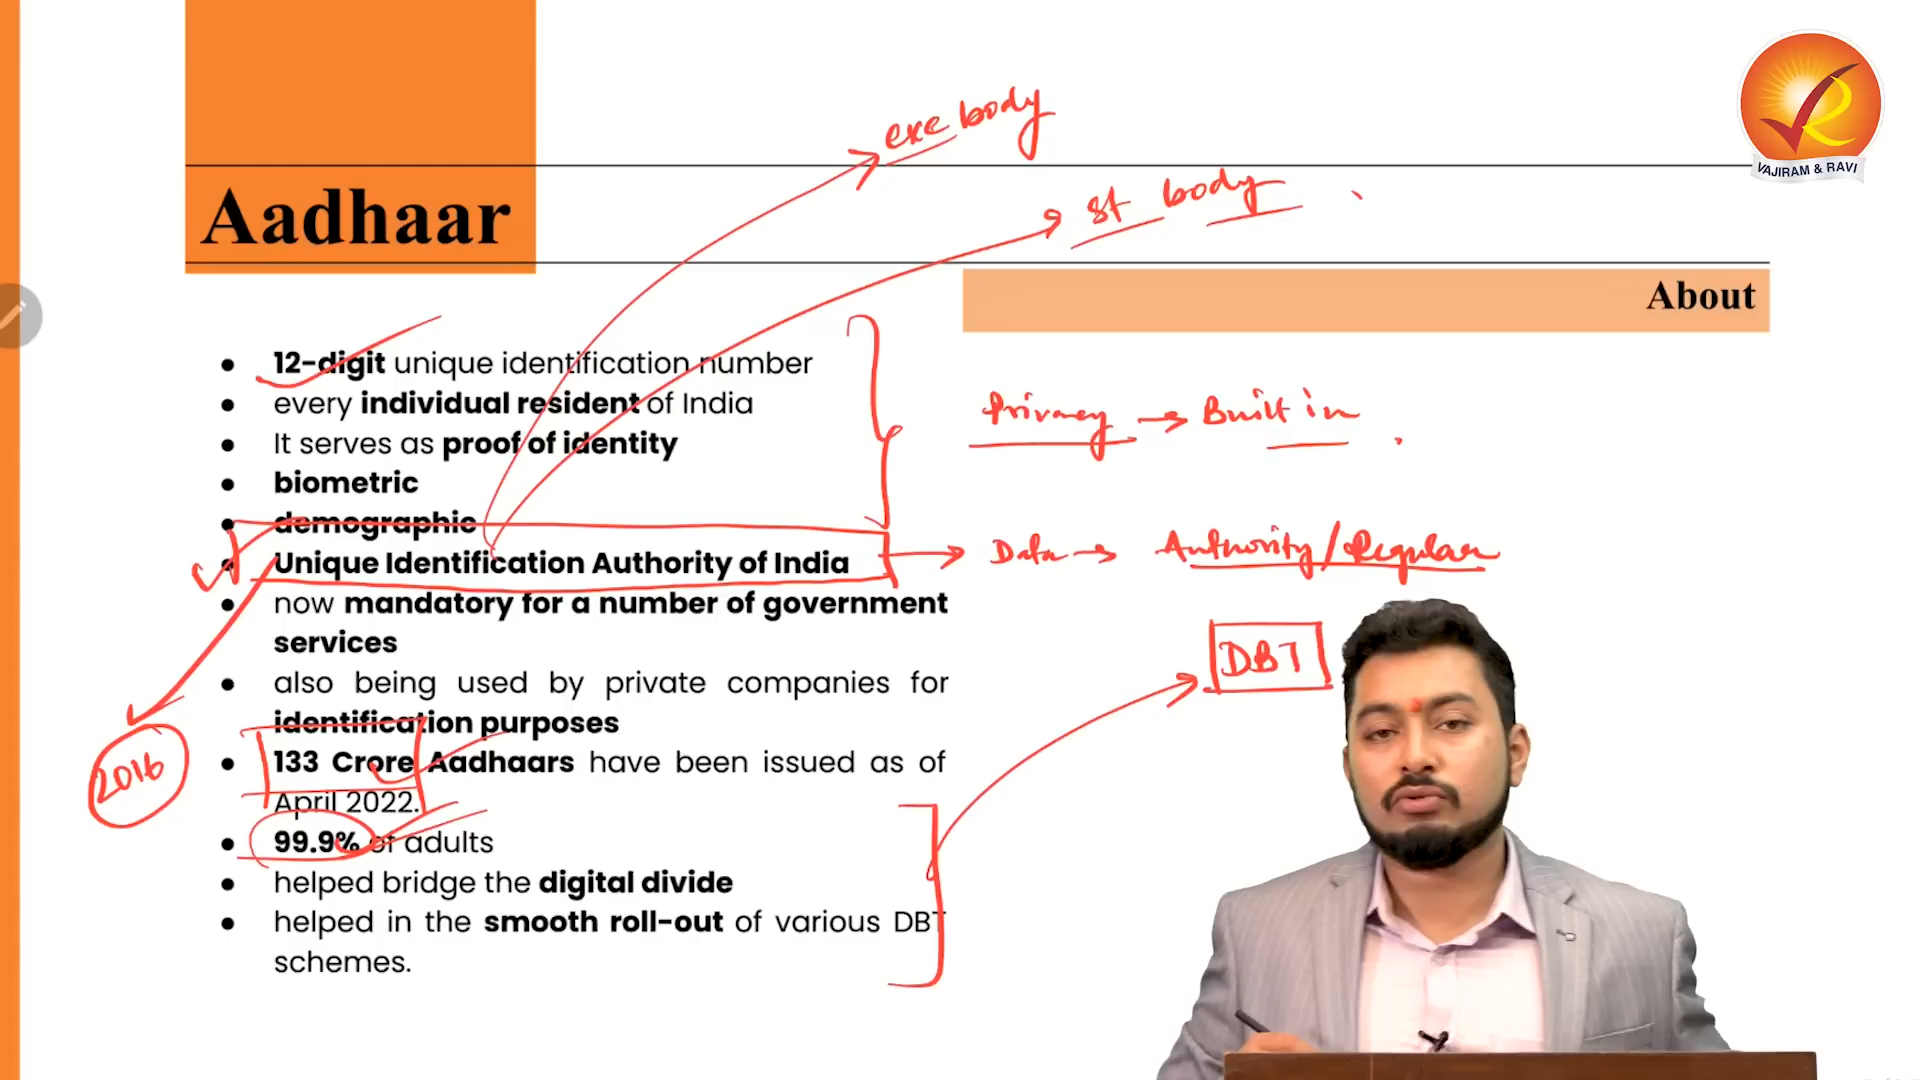 VAJIRAM & RAVI
exe body
st body
Aadhaar
About
12-digit unique identification number
every individual resident of India
It serves as proof of identity
biometric
demographic
Unique Identification Authority of India
now mandatory for a number of government
services
also being used by private companies for
identification purposes
133 Crore Aadhaars have been issued as of
April 2022.
99.9% of adults
helped bridge the digital divide
helped in the smooth roll-out of various DBT
schemes.
Privacy → Built in
Data → Authority/
DBT
2016